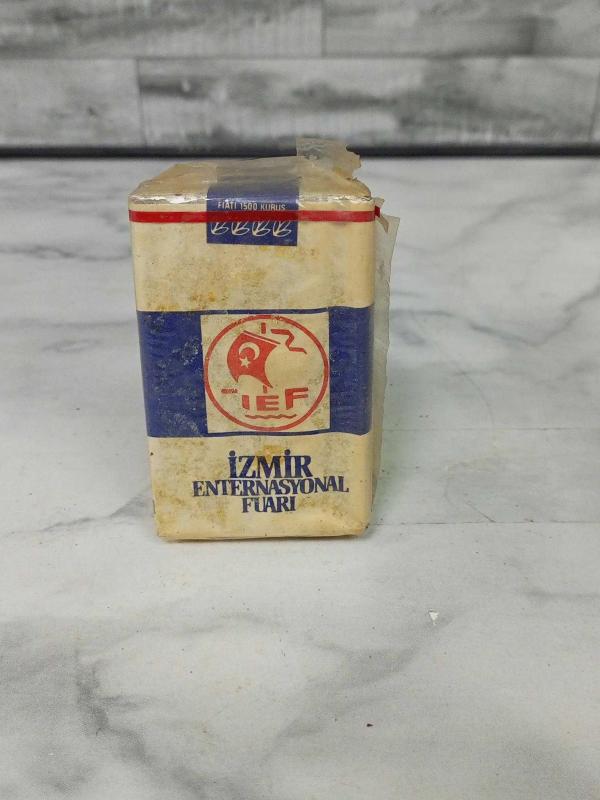 FİATI 1500 KURUŞ
İZ
IEF
İZMİR
ENTERNASYONAL
FUARI